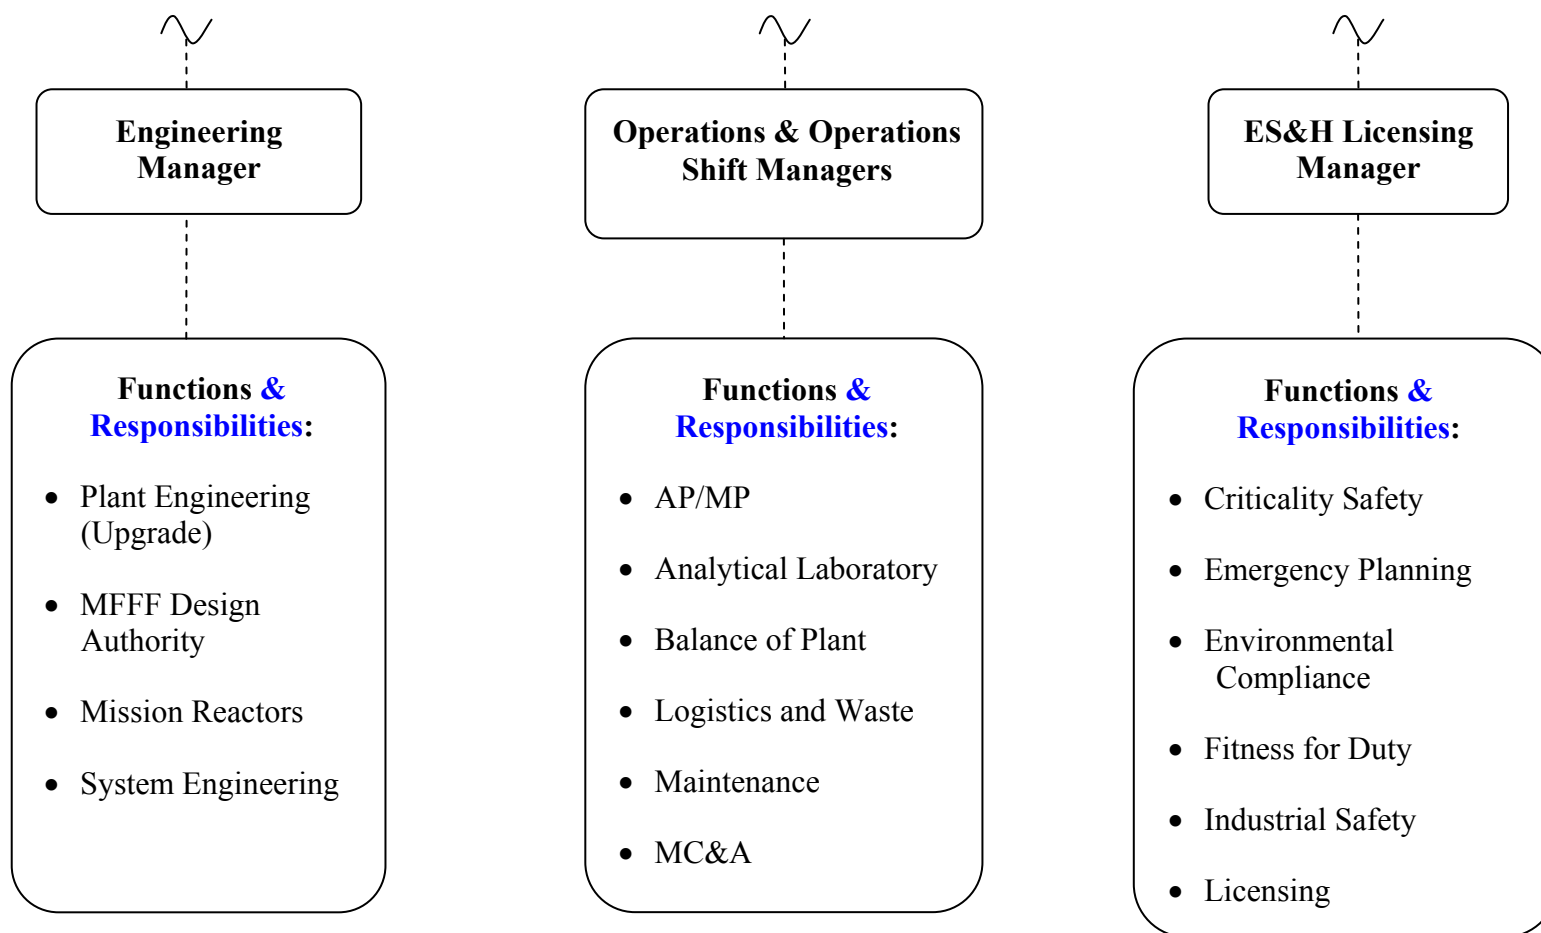 Engineering
Manager
Functions & 
Responsibilities:
• Plant Engineering
(Upgrade)
• MFFF Design
Authority
• Mission Reactors
• System Engineering
Operations & Operations
Shift Managers
Functions &
Responsibilities:
• AP/MP
• Analytical Laboratory
• Balance of Plant
• Logistics and Waste
• Maintenance
• MC&A
ES&H Licensing
Manager
Functions &
Responsibilities:
• Criticality Safety
• Emergency Planning
• Environmental
Compliance
• Fitness for Duty
• Industrial Safety
• Licensing